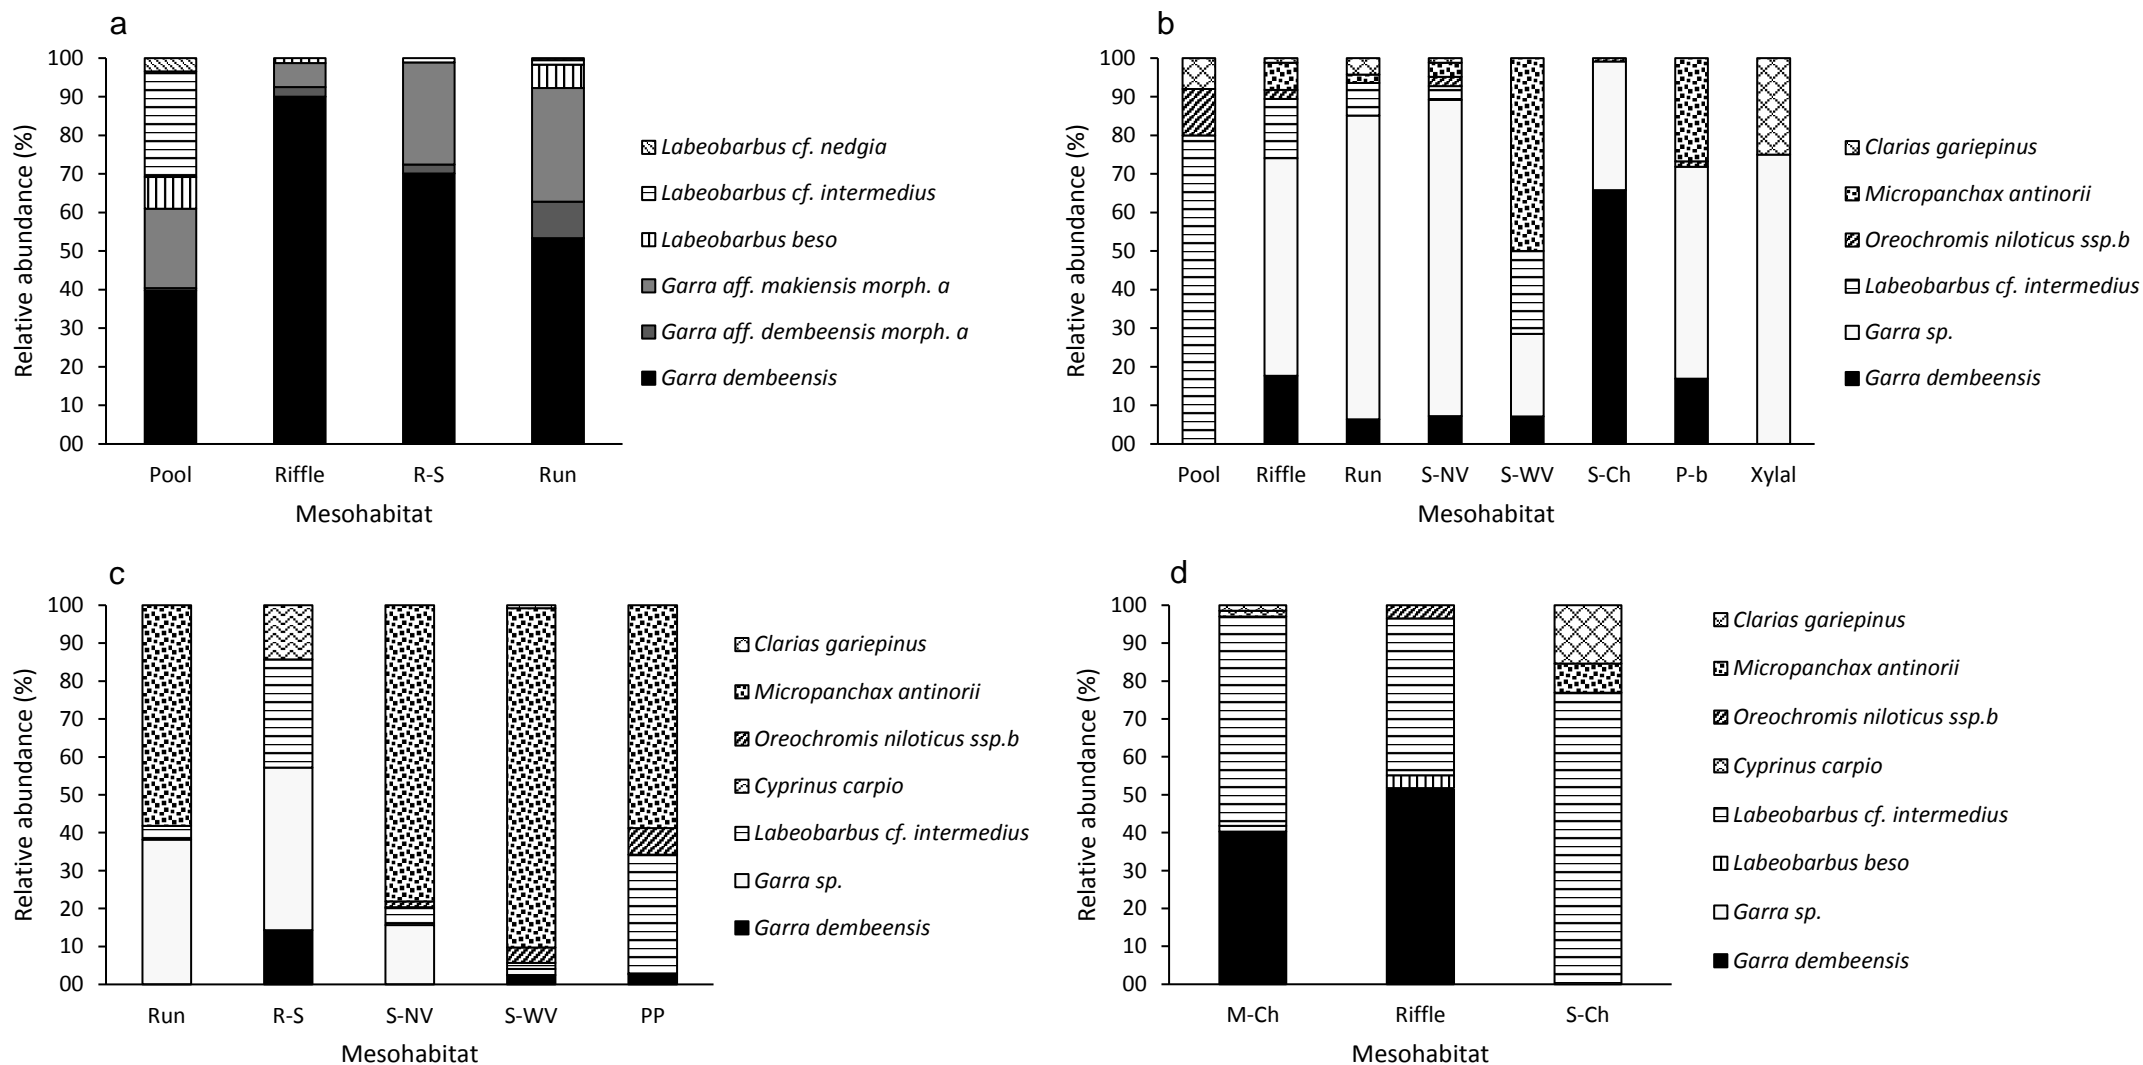 a
Relative abundance (%)
100
90
80
70
60
50
40
30
20
10
00
Pool Riffle R-S Run
Mesohabitat
Labeobarbus cf. nedgia
Labeobarbus cf. intermedius
Labeobarbus beso
Garra aff. makiensis morph. a
Garra aff. dembeensis morph. a
Garra dembeensis
b
Relative abundance (%)
100
90
80
70
60
50
40
30
20
10
00
Pool Riffle Run S-NV S-WV S-Ch P-b Xylal
Mesohabitat
Clarias gariepinus
Micropanchax antinorii
Oreochromis niloticus ssp.b
Labeobarbus cf. intermedius
Garra sp.
Garra dembeensis
c
Relative abundance (%)
100
90
80
70
60
50
40
30
20
10
00
Run R-S S-NV S-WV PP
Mesohabitat
Clarias gariepinus
Micropanchax antinorii
Oreochromis niloticus ssp.b
Cyprinus carpio
Labeobarbus cf. intermedius
Garra sp.
Garra dembeensis
d
Relative abundance (%)
100
90
80
70
60
50
40
30
20
10
00
M-Ch Riffle S-Ch
Mesohabitat
Clarias gariepinus
Micropanchax antinorii
Oreochromis niloticus ssp.b
Cyprinus carpio
Labeobarbus cf. intermedius
Labeobarbus beso
Garra sp.
Garra dembeensis